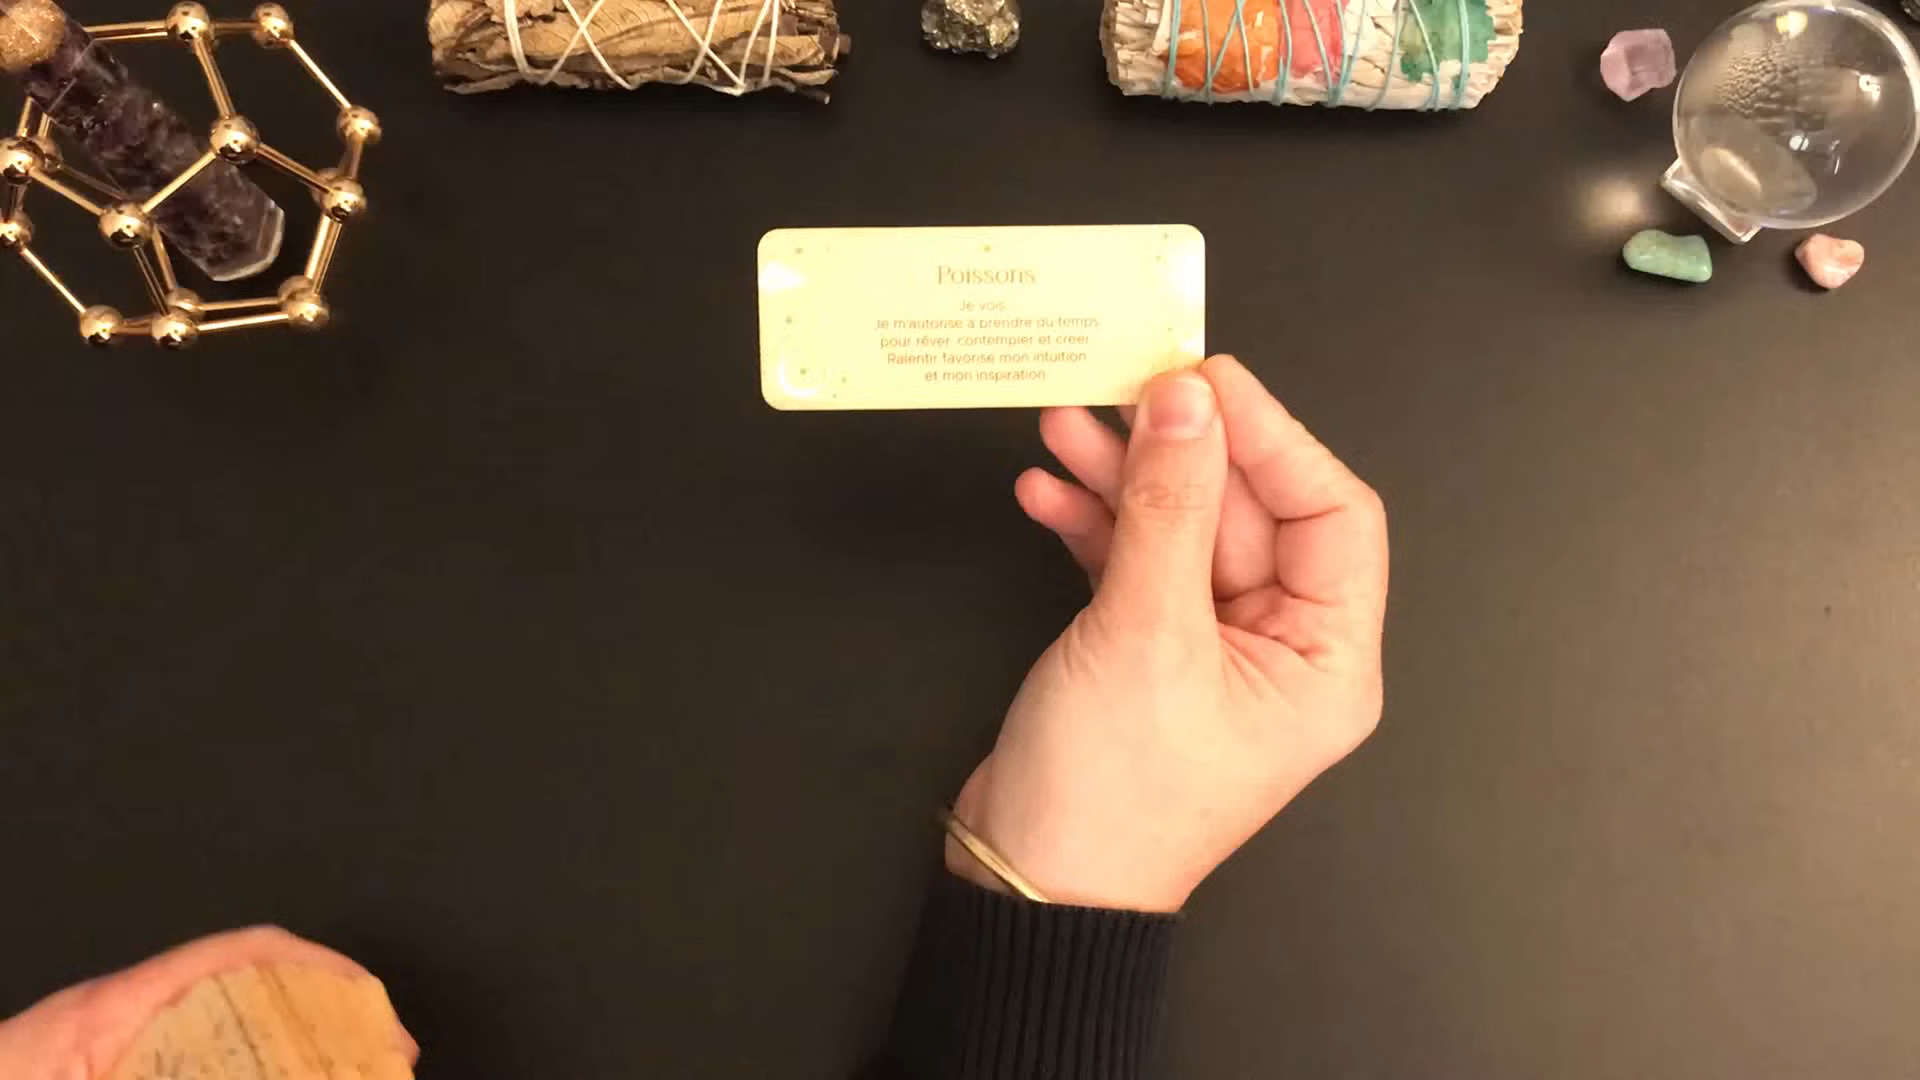 Poissons
Je vois
Je m'autorise à prendre du temps
pour rêver, contempler et créer.
Ralentir favorise mon intuition
et mon inspiration.